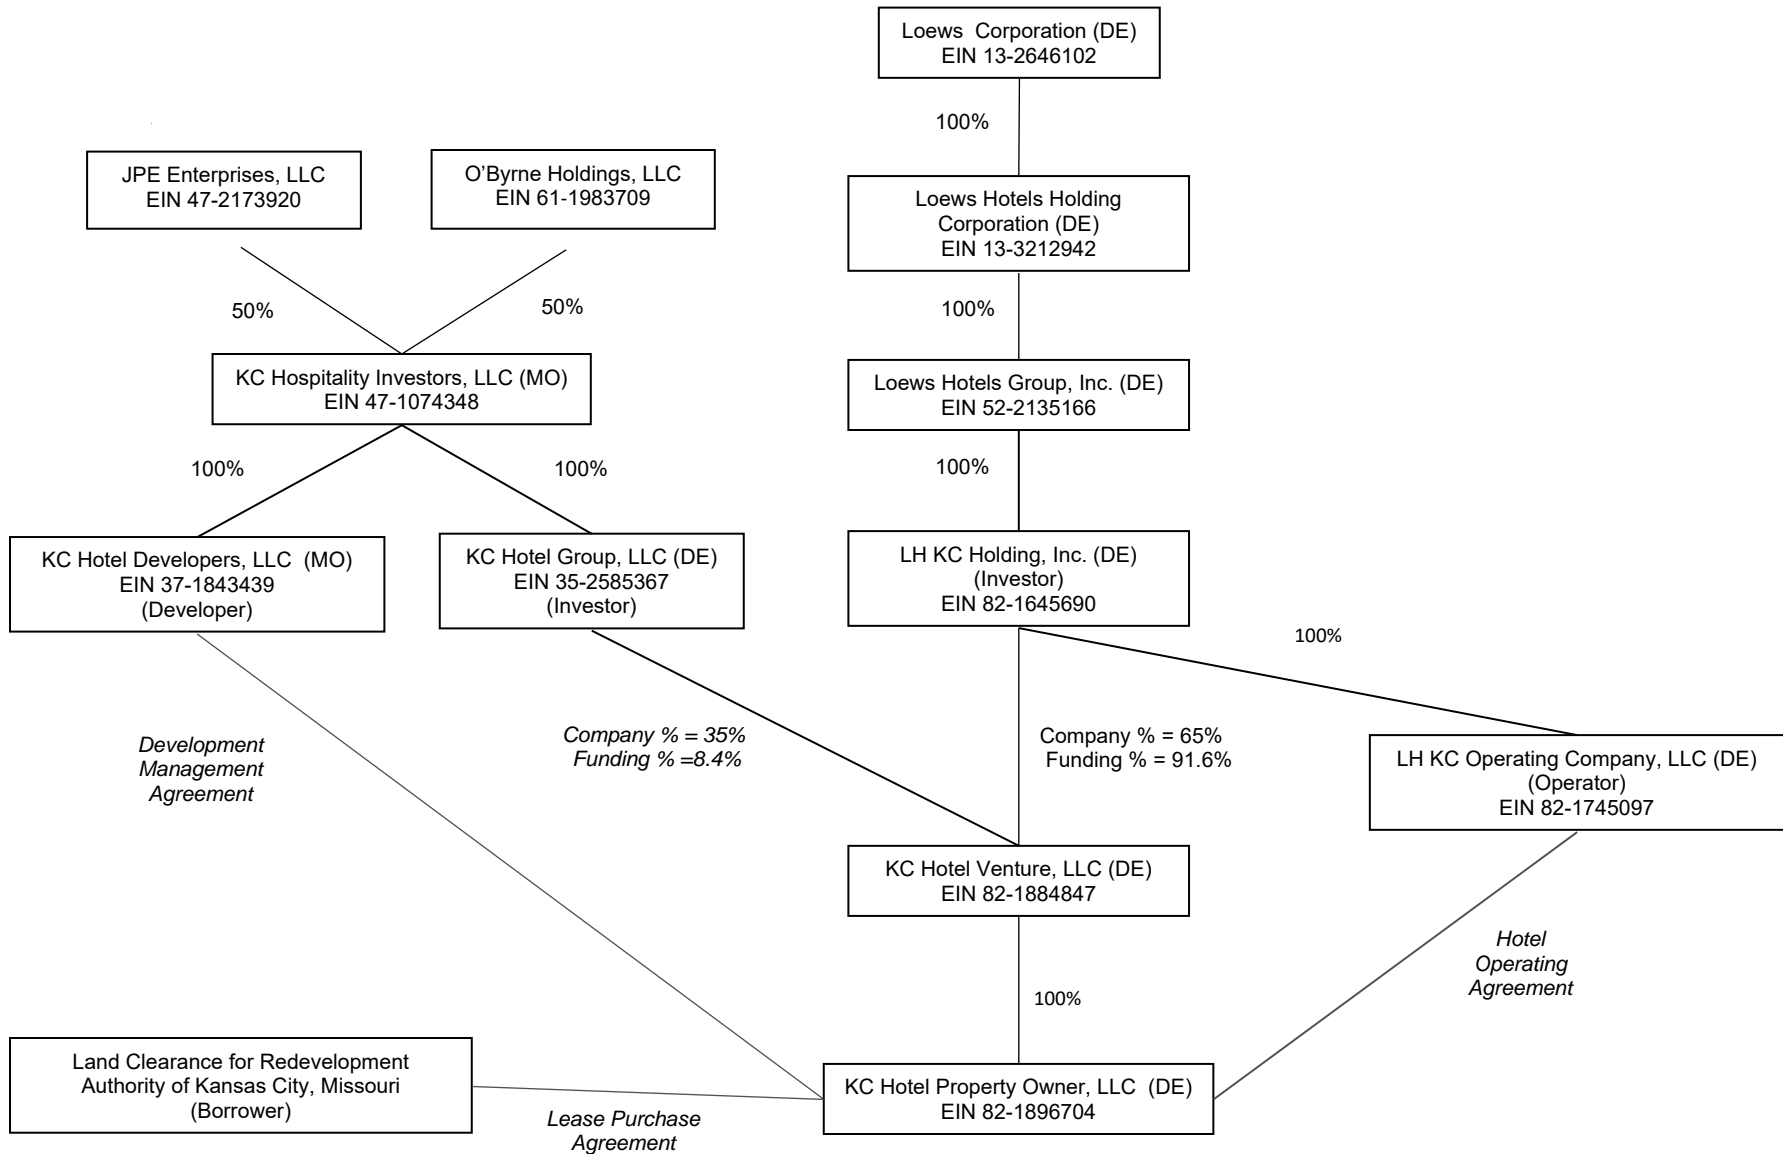 Loews  Corporation (DE)
EIN 13-2646102
100%
JPE Enterprises, LLC
EIN 47-2173920
O’Byrne Holdings, LLC
EIN 61-1983709
Loews Hotels Holding
Corporation (DE)
EIN 13-3212942
50%
50%
100%
KC Hospitality Investors, LLC (MO)
EIN 47-1074348
Loews Hotels Group, Inc. (DE)
EIN 52-2135166
100%
100%
100%
KC Hotel Developers, LLC  (MO)
EIN 37-1843439
(Developer)
KC Hotel Group, LLC (DE)
EIN 35-2585367
(Investor)
LH KC Holding, Inc. (DE)
(Investor)
EIN 82-1645690
100%
Development
Management
Agreement
Company % = 35%
Funding % =8.4%
Company % = 65%
Funding % = 91.6%
LH KC Operating Company, LLC (DE)
(Operator)
EIN 82-1745097
KC Hotel Venture, LLC (DE)
EIN 82-1884847
Hotel
Operating
Agreement
100%
Land Clearance for Redevelopment
Authority of Kansas City, Missouri
(Borrower)
Lease Purchase
Agreement
KC Hotel Property Owner, LLC  (DE)
EIN 82-1896704